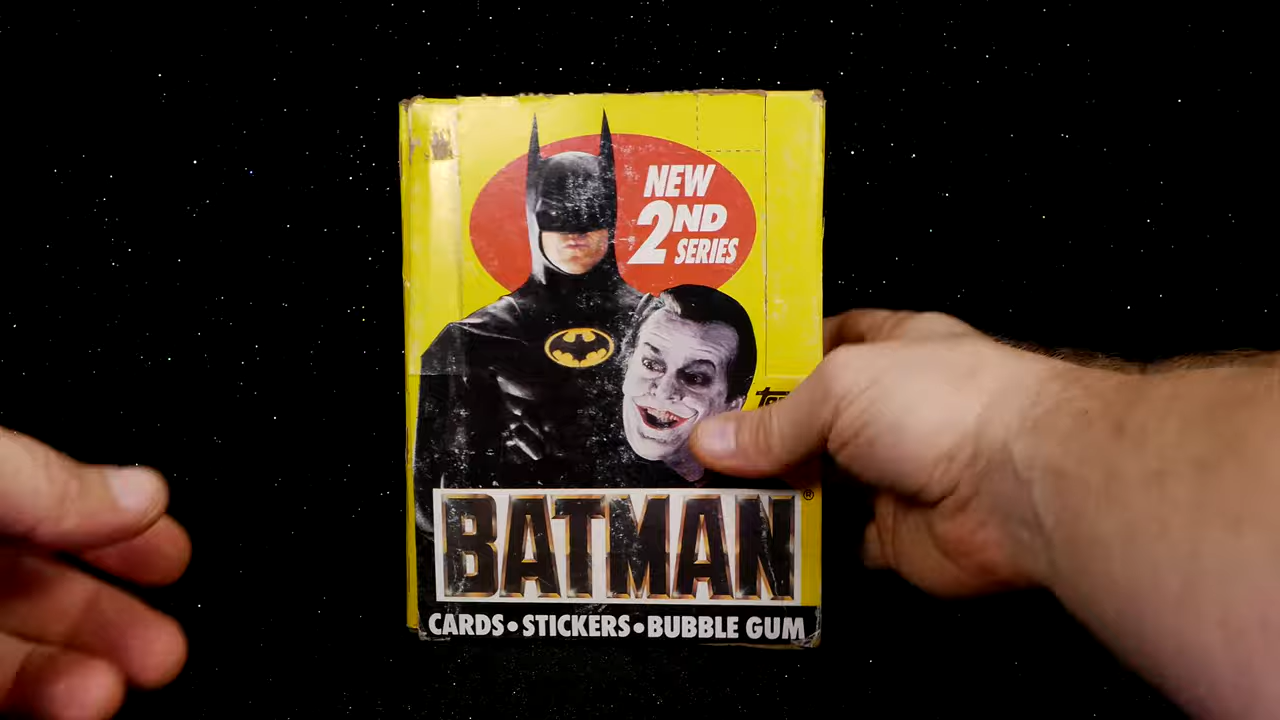 NEW
2ND
SERIES
BATMAN®
CARDS•STICKERS•BUBBLE GUM